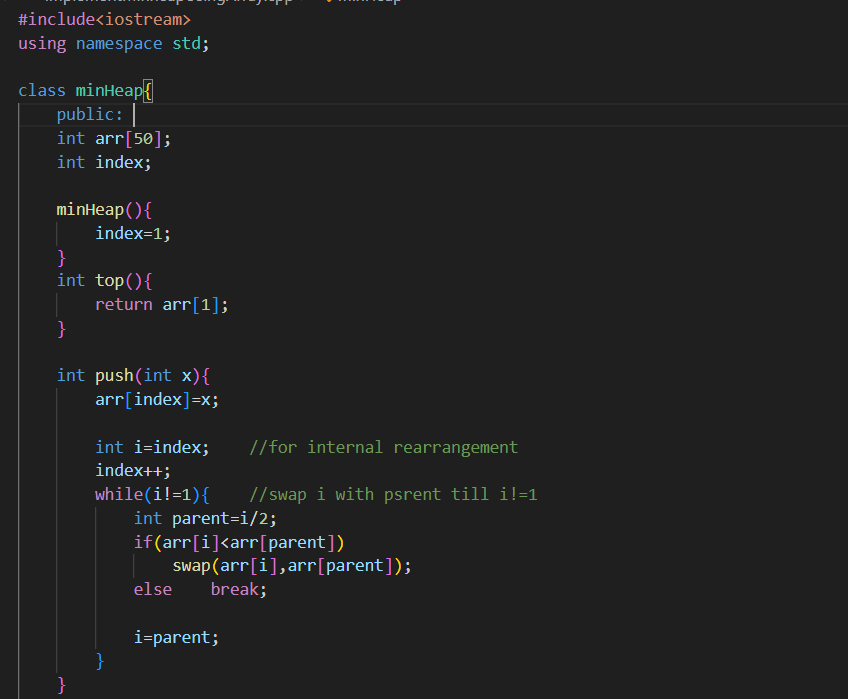 #include<iostream>
using namespace std;
class minHeap{
public:
int arr[50];
int index;
minHeap(){
index=1;
}
int top(){
return arr[1];
}
int push(int x){
arr[index]=x;
int i=index;    //for internal rearrangement
index++;
while(i!=1){    //swap i with psrent till i!=1
int parent=i/2;
if(arr[i]<arr[parent])
swap(arr[i],arr[parent]);
else    break;
i=parent;
}
}